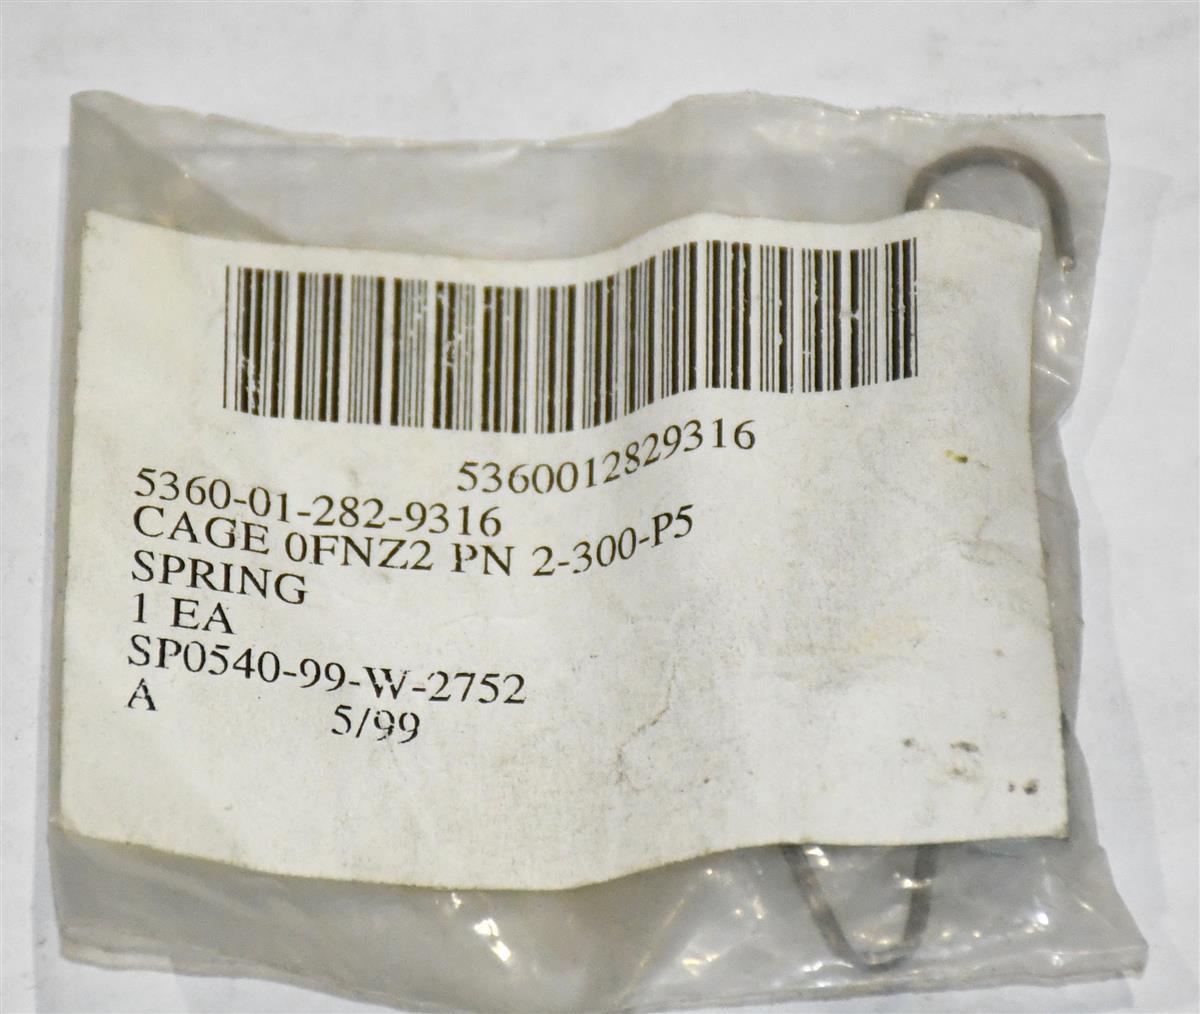 5360012829316
5360-01-282-9316
CAGE 0FNZ2 PN 2-300-P5
SPRING
1 EA
SP0540-99-W-2752
A 5/99